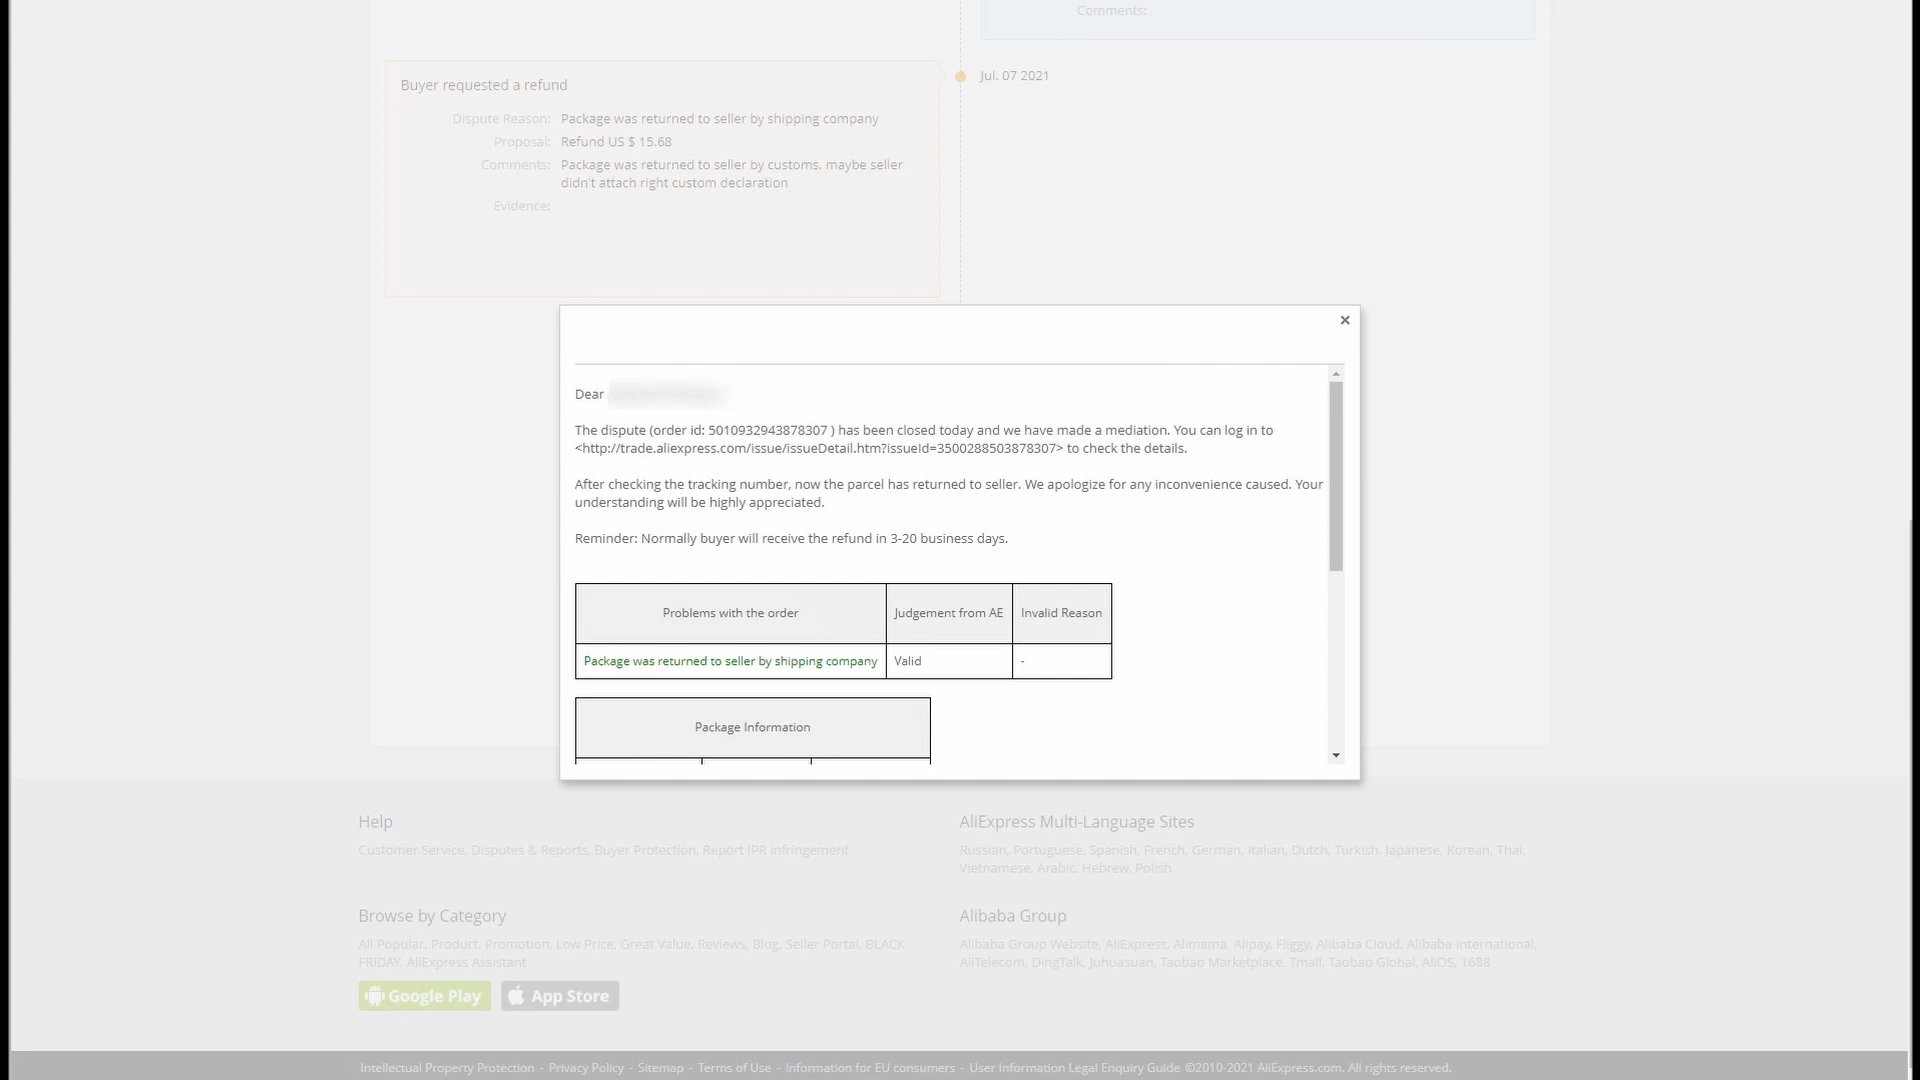 Comments:
Jul. 07 2021
Buyer requested a refund
Dispute Reason: Package was returned to seller by shipping company
Proposal: Refund US $ 15.68
Comments: Package was returned to seller by customs. maybe seller
didn't attach right custom declaration
Evidence:
×
Dear
The dispute (order id: 5010932943878307 ) has been closed today and we have made a mediation. You can log in to
<http://trade.aliexpress.com/issue/issueDetail.htm?issueId=3500288503878307> to check the details.
After checking the tracking number, now the parcel has returned to seller. We apologize for any inconvenience caused. Your
understanding will be highly appreciated.
Reminder: Normally buyer will receive the refund in 3-20 business days.
Problems with the order Judgement from AE Invalid Reason
Package was returned to seller by shipping company Valid -
Package Information
Help
Customer Service, Disputes & Reports, Buyer Protection, Report IPR infringement
AliExpress Multi-Language Sites
Russian, Portuguese, Spanish, French, German, Italian, Dutch, Turkish, Japanese, Korean, Thai,
Vietnamese, Arabic, Hebrew, Polish
Browse by Category
All Popular, Product, Promotion, Low Price, Great Value, Reviews, Blog, Seller Portal, BLACK
FRIDAY, AliExpress Assistant
Alibaba Group
Alibaba Group Website, AliExpress, Alimama, Alipay, Fliggy, Alibaba Cloud, Alibaba International,
AliTelecom, DingTalk, Juhuasuan, Taobao Marketplace, Tmall, Taobao Global, AliOS, 1688
Google Play
App Store
Intellectual Property Protection - Privacy Policy - Sitemap - Terms of Use - Information for EU consumers - User Information Legal Enquiry Guide ©2010-2021 AliExpress.com. All rights reserved.